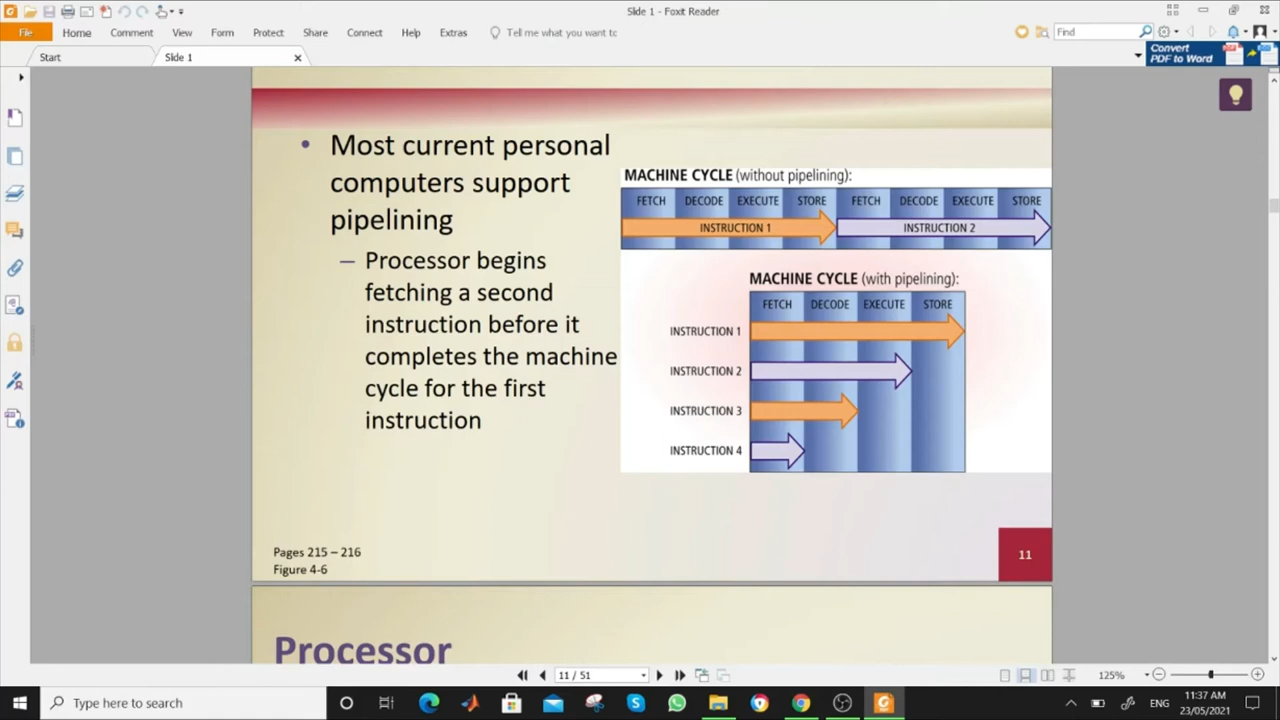 Slide 1 - Foxit Reader
File Home Comment View Form Protect Share Connect Help Extras Tell me what you want to Find
Start Slide 1 Convert
PDF to Word
• Most current personal
computers support
pipelining
– Processor begins
fetching a second
instruction before it
completes the machine
cycle for the first
instruction
MACHINE CYCLE (without pipelining):
FETCH DECODE EXECUTE STORE FETCH DECODE EXECUTE STORE
INSTRUCTION 1 INSTRUCTION 2
MACHINE CYCLE (with pipelining):
FETCH DECODE EXECUTE STORE
INSTRUCTION 1
INSTRUCTION 2
INSTRUCTION 3
INSTRUCTION 4
Pages 215 – 216
Figure 4-6
11
Processor
11 / 51 125%
Type here to search ENG 11:37 AM
23/05/2021